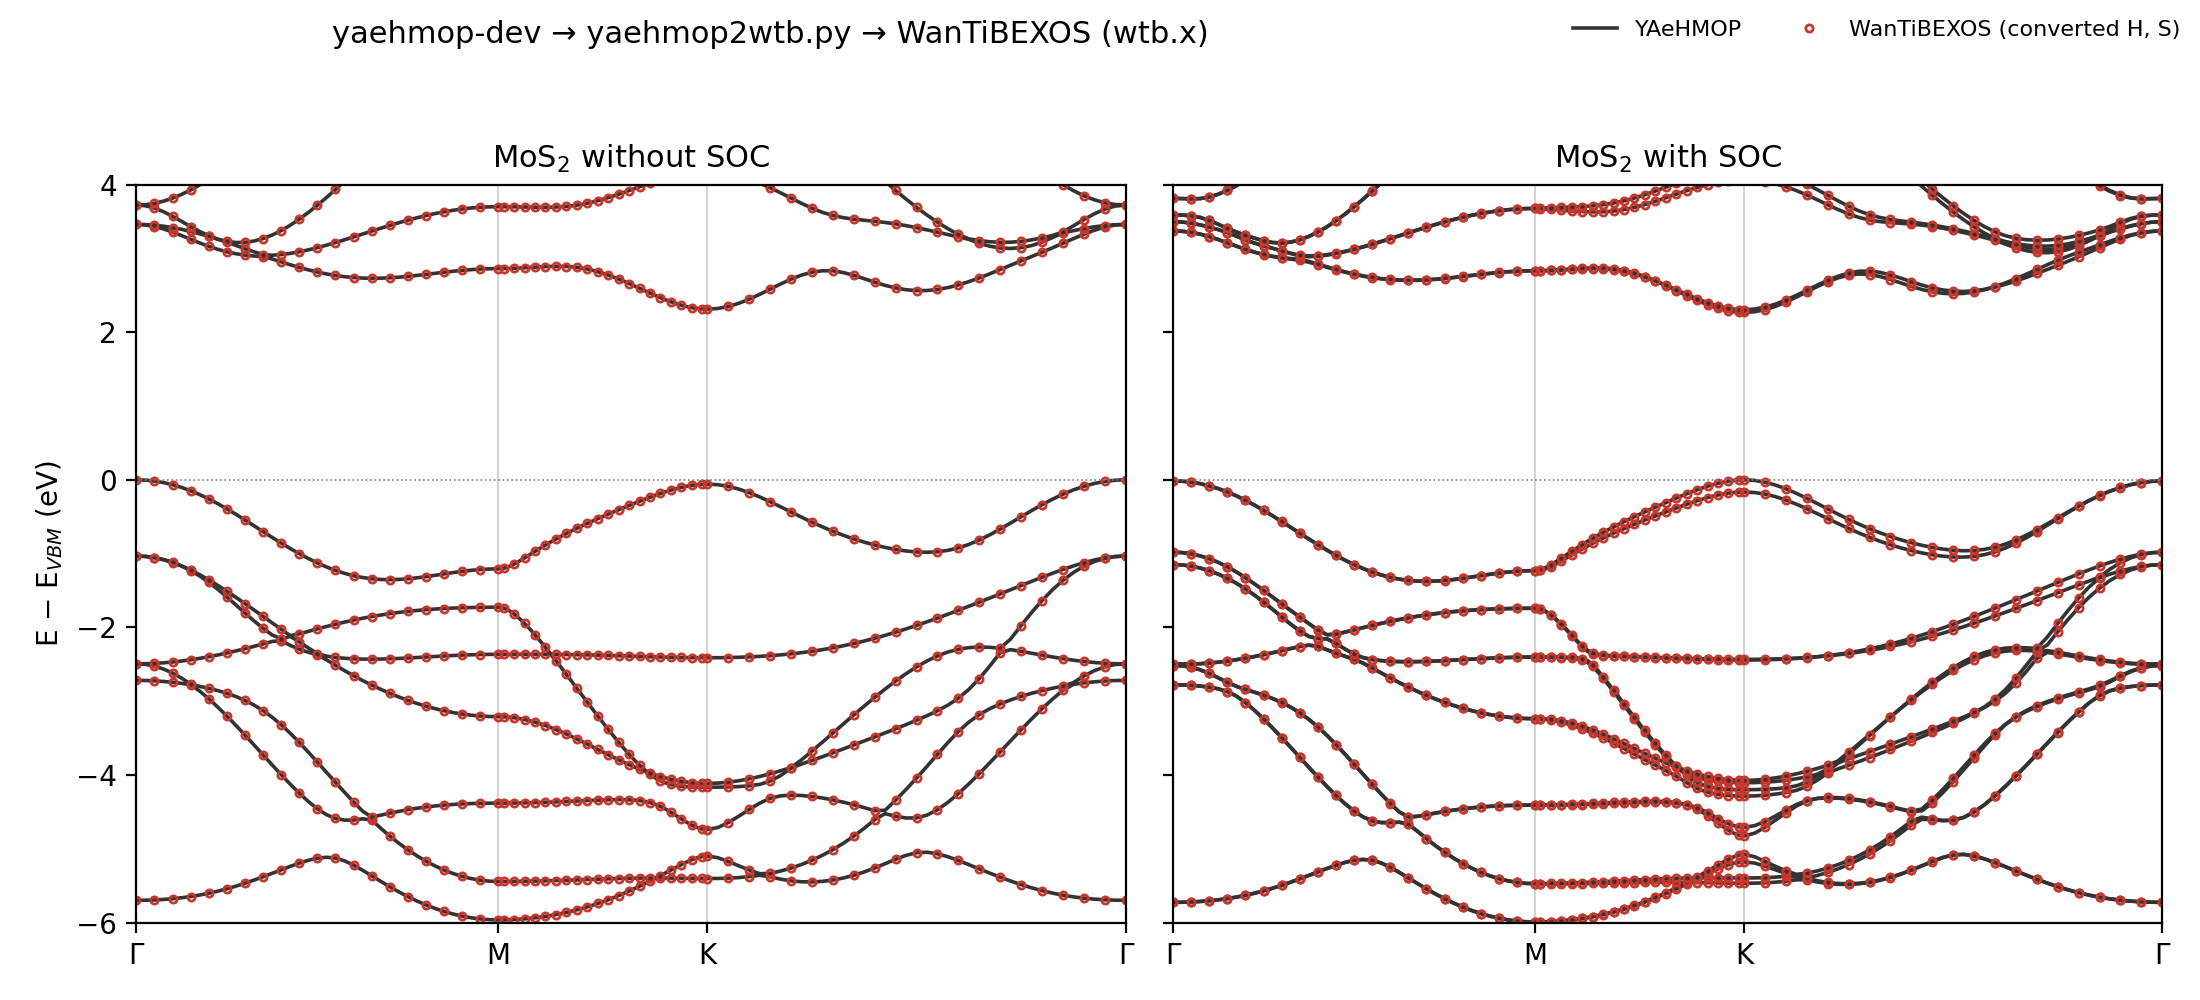 yaehmop-dev → yaehmop2wtb.py → WanTiBEXOS (wtb.x)
YAeHMOP
WanTiBEXOS (converted H, S)
MoS₂ without SOC
MoS₂ with SOC
E − E_VBM (eV)
4
2
0
−2
−4
−6
Γ M K Γ
Γ M K Γ